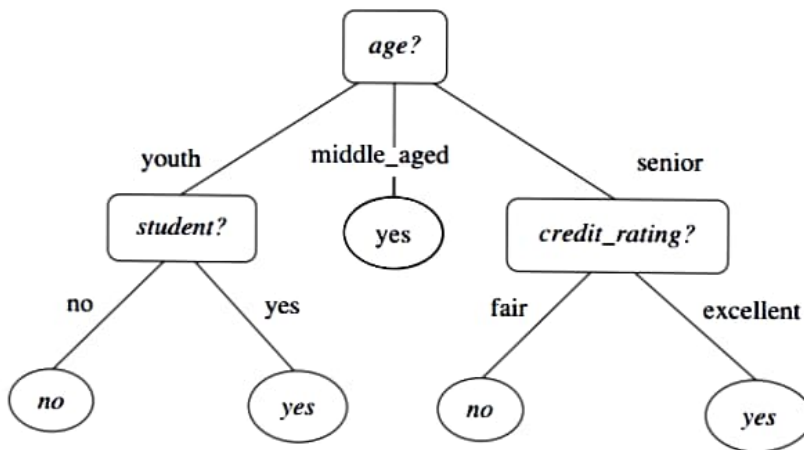 age?
youth
middle_aged
senior
student?
yes
credit_rating?
no
yes
fair
excellent
no
yes
no
yes